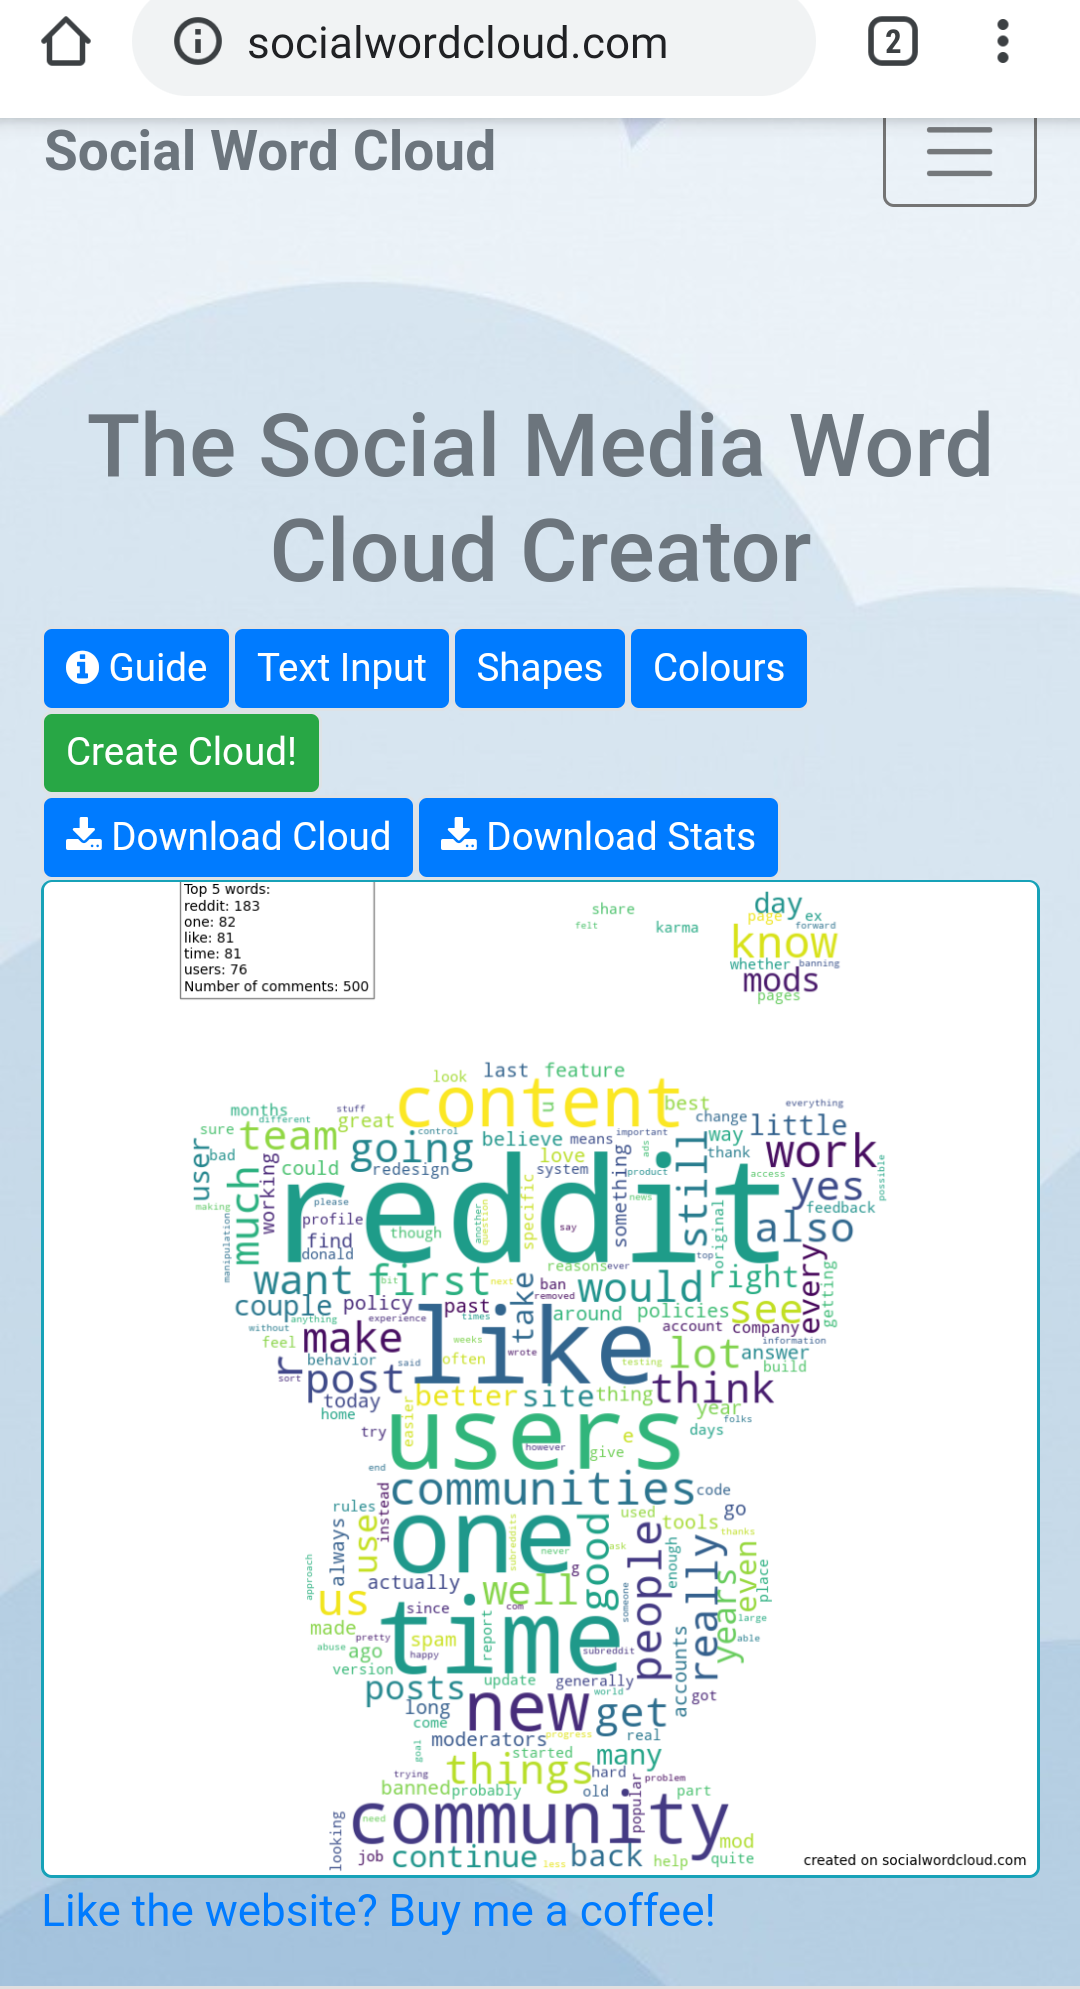 socialwordcloud.com
2
Social Word Cloud
The Social Media Word
Cloud Creator
Guide Text Input Shapes Colours
Create Cloud!
Download Cloud Download Stats
Top 5 words:
reddit: 183
one: 82
like: 81
time: 81
users: 76
Number of comments: 500
share
felt
karma
day
page ex
forward
know
whether banning
mods
pages
look last feature
content
u
best
months
different
stuff
great
control
change
everything
little
sure
team
going
believe means important
ads
way
work
user
bad
could
redesign
love
system
product
thank
access
possible
much
working
reddit
something
still
yes
feedback
making
please
profile
find
donald
though
another
question
specific
say
news
original
also
manipulation
reasons ever
top
want first
bit
next
ban
removed
would right
every
getting
couple policy past
take
around policies see
anything
experience
times
account company
without
feel
make
like
weeks
wrote
information
lot answer
build
r
behavior
said
often
testing
sort
post
better site thing think
today
home
easier
year
folks
try
users
e
days
however
give
end
communities
code
rules
instead
used
go
always
use
one
subreddits
never
good
ask
people
tools
thanks
approach
actually
g
enough
really
even
place
us
well
someone
years
since
com
large
made
time
able
pretty
spam
report
abuse ago
happy
subreddit
version
accounts
posts update generally
world
got
long
new get
come
real
moderators progress
goal
started many
things
trying
hard
problem
banned probably
old
popular
part
community
need
looking
mod
job continue
less
back help quite
created on socialwordcloud.com
Like the website? Buy me a coffee!